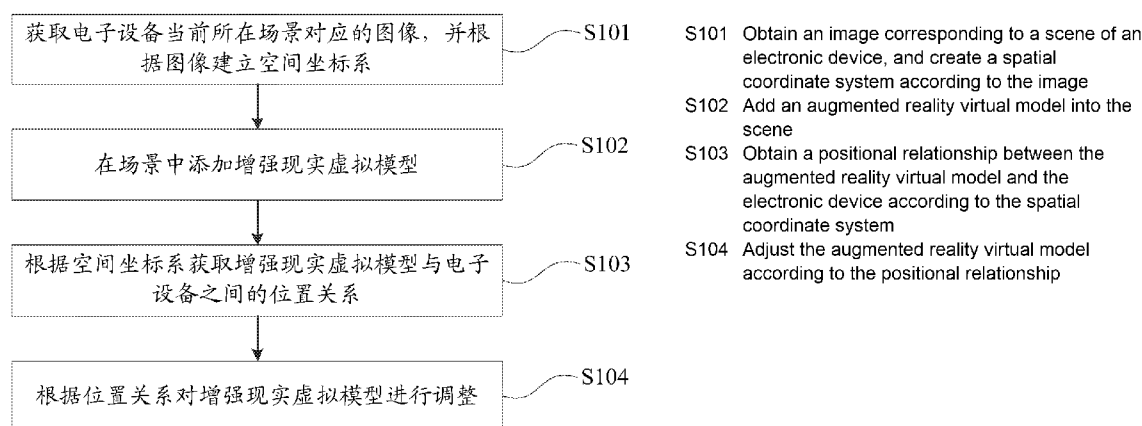 获取电子设备当前所在场景对应的图像，并根
据图像建立空间坐标系
S101
在场景中添加增强现实虚拟模型
S102
根据空间坐标系获取增强现实虚拟模型与电子
设备之间的位置关系
S103
根据位置关系对增强现实虚拟模型进行调整
S104
S101 Obtain an image corresponding to a scene of an
electronic device, and create a spatial
coordinate system according to the image
S102 Add an augmented reality virtual model into the
scene
S103 Obtain a positional relationship between the
augmented reality virtual model and the
electronic device according to the spatial
coordinate system
S104 Adjust the augmented reality virtual model
according to the positional relationship